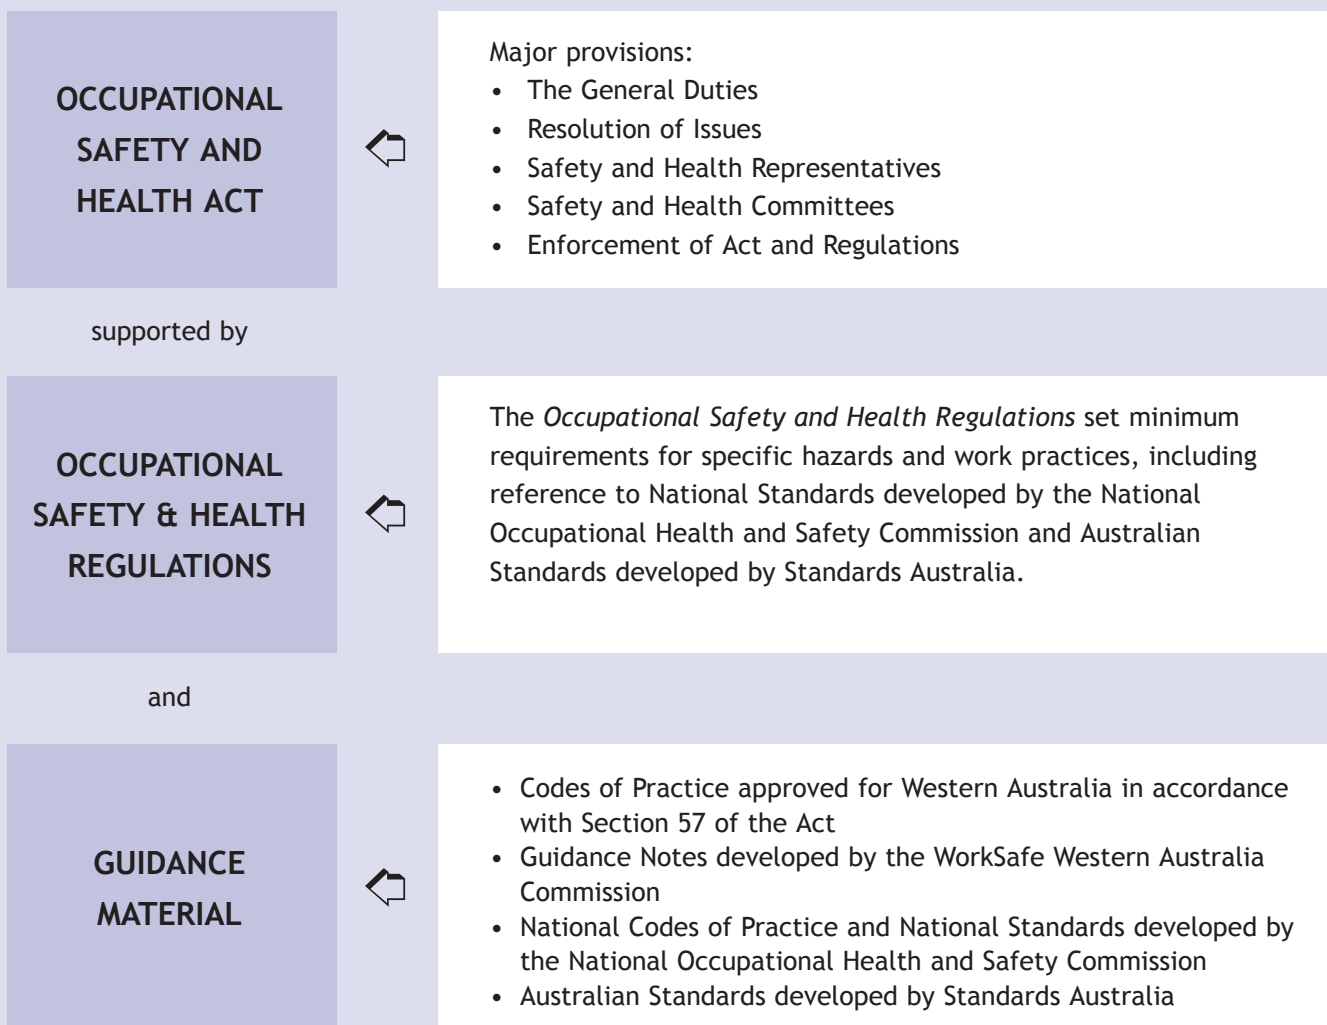 OCCUPATIONAL
SAFETY AND
HEALTH ACT
Major provisions:
• The General Duties
• Resolution of Issues
• Safety and Health Representatives
• Safety and Health Committees
• Enforcement of Act and Regulations
supported by
OCCUPATIONAL
SAFETY & HEALTH
REGULATIONS
The Occupational Safety and Health Regulations set minimum
requirements for specific hazards and work practices, including
reference to National Standards developed by the National
Occupational Health and Safety Commission and Australian
Standards developed by Standards Australia.
and
GUIDANCE
MATERIAL
• Codes of Practice approved for Western Australia in accordance
with Section 57 of the Act
• Guidance Notes developed by the WorkSafe Western Australia
Commission
• National Codes of Practice and National Standards developed by
the National Occupational Health and Safety Commission
• Australian Standards developed by Standards Australia